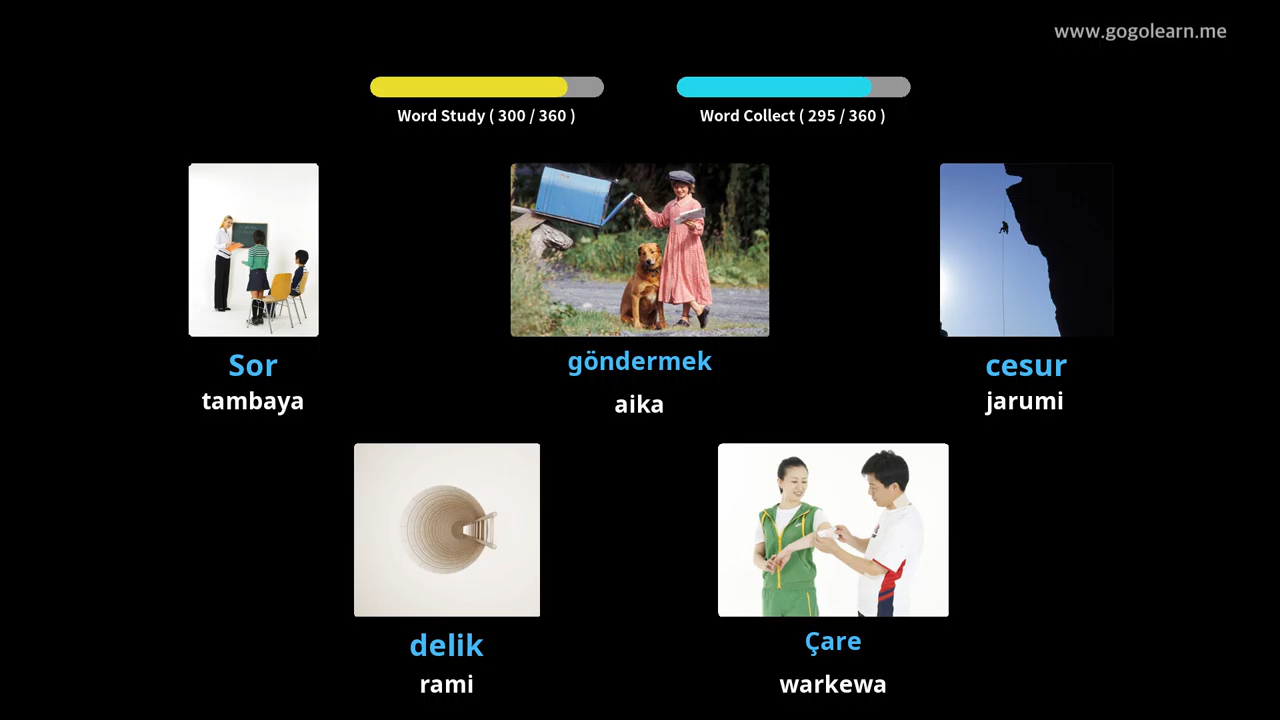 www.gogolearn.me
Word Study ( 300 / 360 )
Word Collect ( 295 / 360 )
Sor
tambaya
göndermek
aika
cesur
jarumi
delik
rami
Çare
warkewa